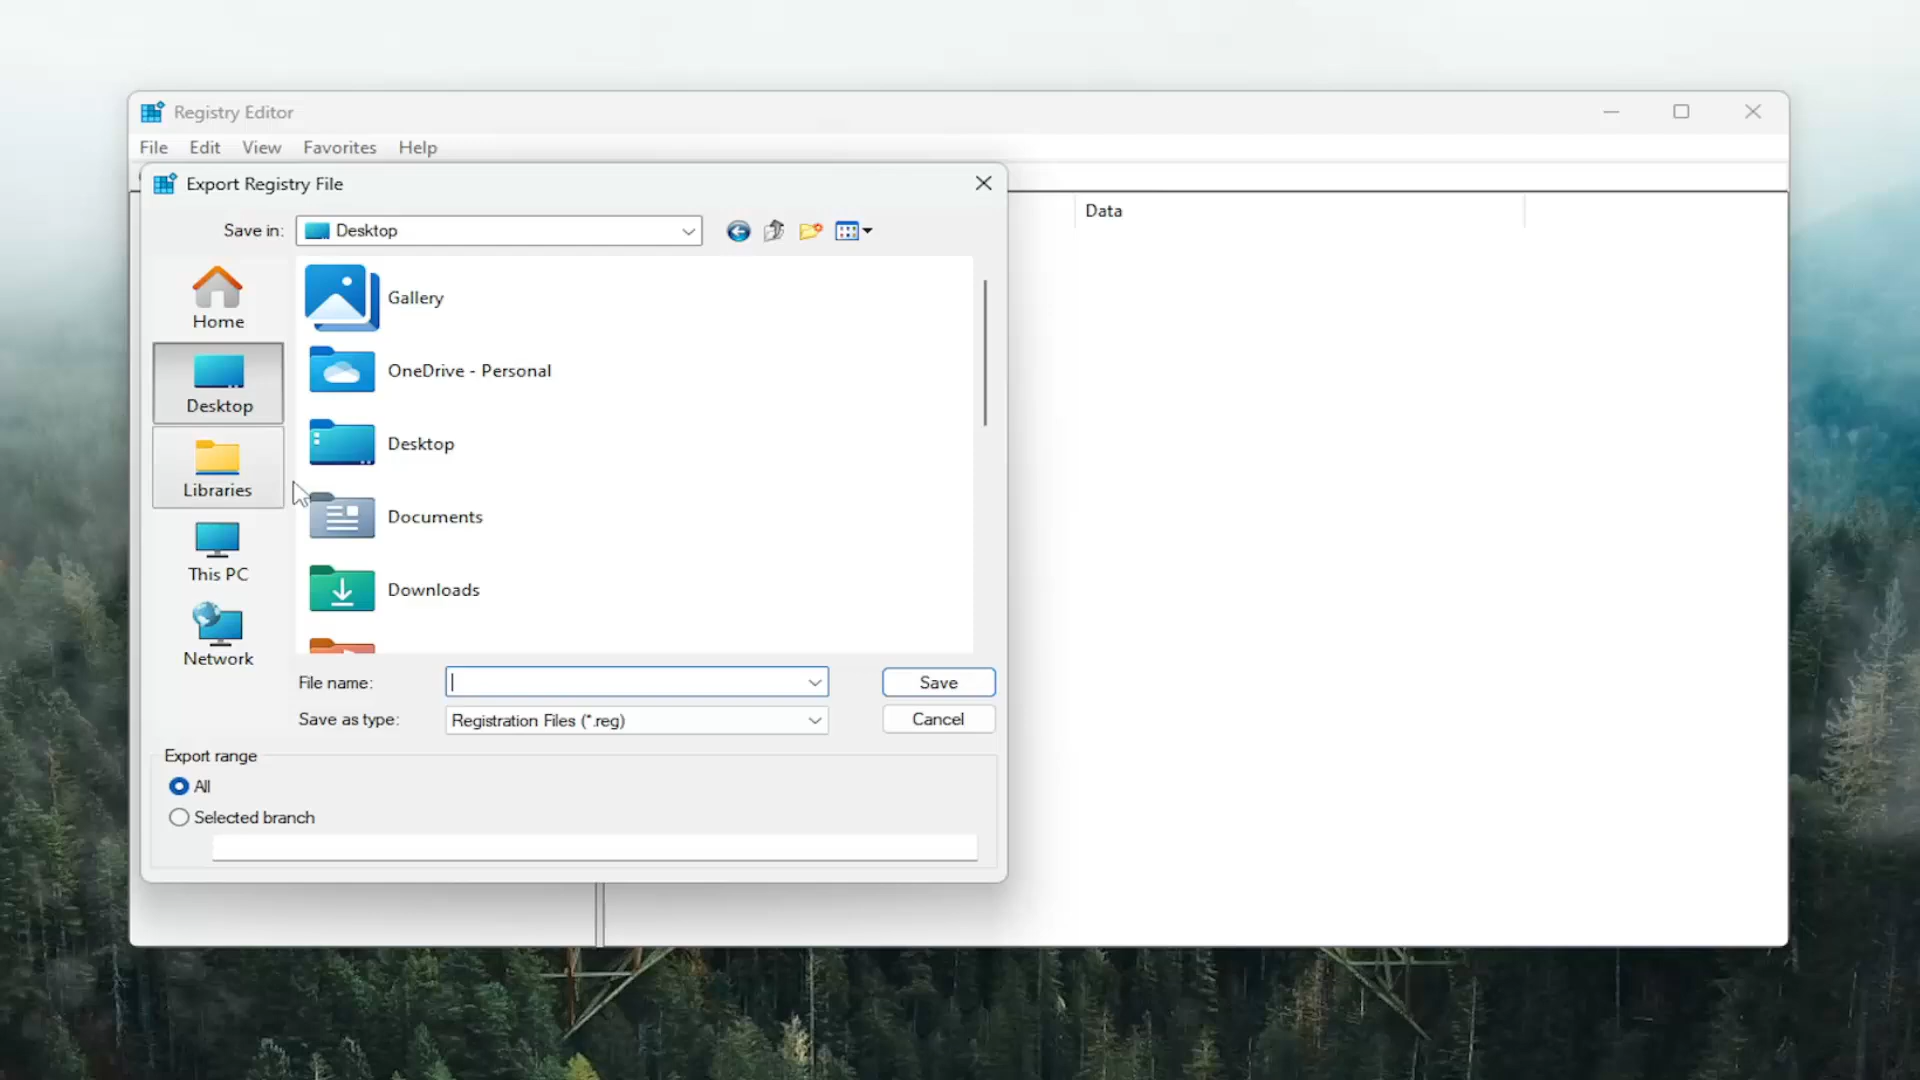 Registry Editor
File Edit View Favorites Help
Export Registry File
Data
Save in: Desktop
Home
Gallery
OneDrive - Personal
Desktop
Desktop
Libraries
Documents
This PC
Downloads
Network
File name: Save
Save as type: Registration Files (*.reg) Cancel
Export range
All
Selected branch